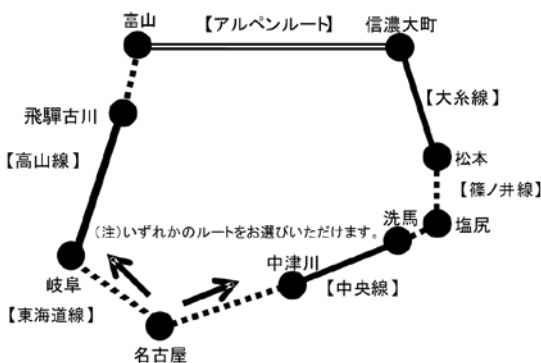 富山
【アルペンルート】
信濃大町
【大糸線】
飛驒古川
【高山線】
松本
【篠ノ井線】
(注)いずれかのルートをお選びいただけます。
洗馬
塩尻
岐阜
中津川
【中央線】
【東海道線】
名古屋